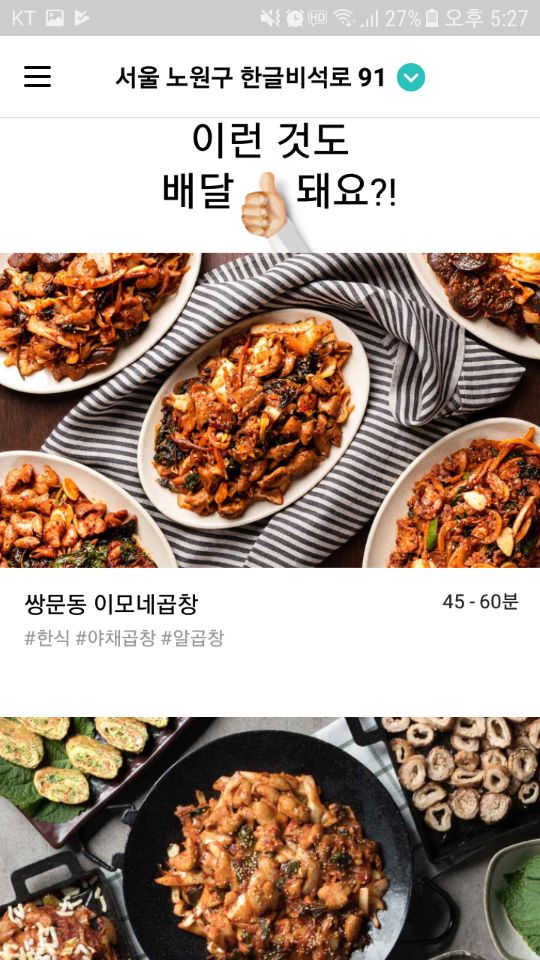 KT HD 27% 오후 5:27
서울 노원구 한글비석로 91
이런 것도
배달 돼요?!
쌍문동 이모네곱창 45 - 60분
#한식 #야채곱창 #알곱창